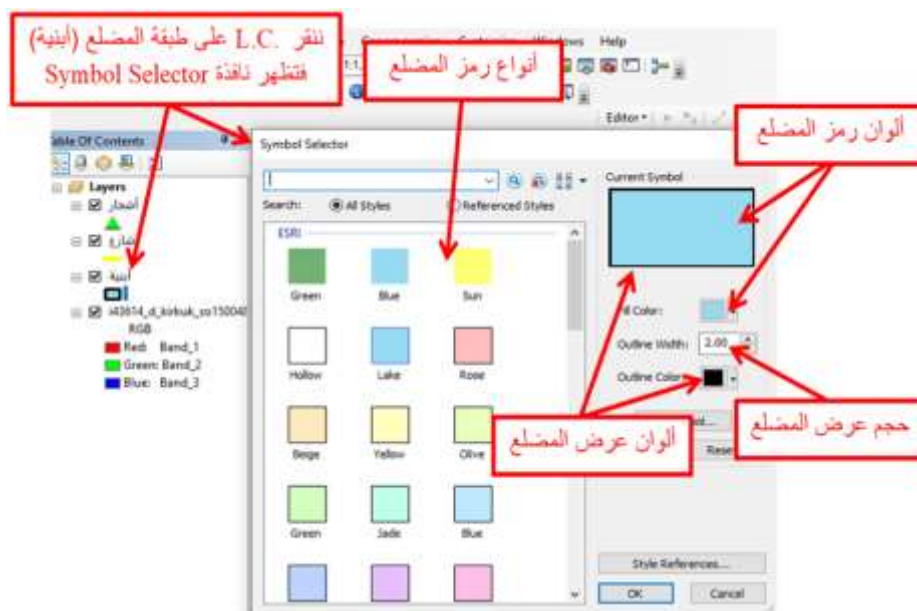 ننقر L.C. على طبقة المضلع (أبنية)
فتظهر نافذة Symbol Selector
أنواع رمز المضلع
Windows Help
Editor
ألوان رمز المضلع
Table Of Contents
Layers
أشجار
شارع
أبنية
RGB
Red: Band_1
Green: Band_2
Blue: Band_3
Symbol Selector
Search: All Styles Referenced Styles
ESRI
Green Blue Sun
Hollow Lake Rose
Beige Yellow Olive
Green Jade Blue
Current Symbol
Fill Color:
Outline Width: 2.00
Outline Color:
ألوان عرض المضلع
حجم عرض المضلع
Reset
Style References...
OK Cancel